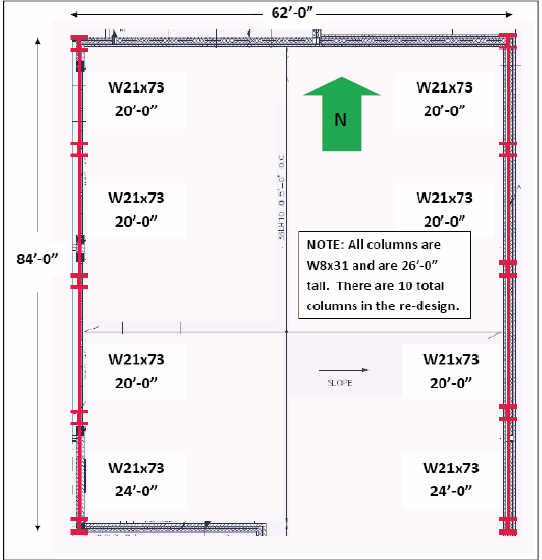 62’-0”
W21x73
20’-0”
W21x73
20’-0”
N
W21x73
20’-0”
W21x73
20’-0”
84’-0”
NOTE: All columns are
W8x31 and are 26’-0”
tall. There are 10 total
columns in the re-design.
W21x73
20’-0”
W21x73
20’-0”
SLOPE
W21x73
24’-0”
W21x73
24’-0”